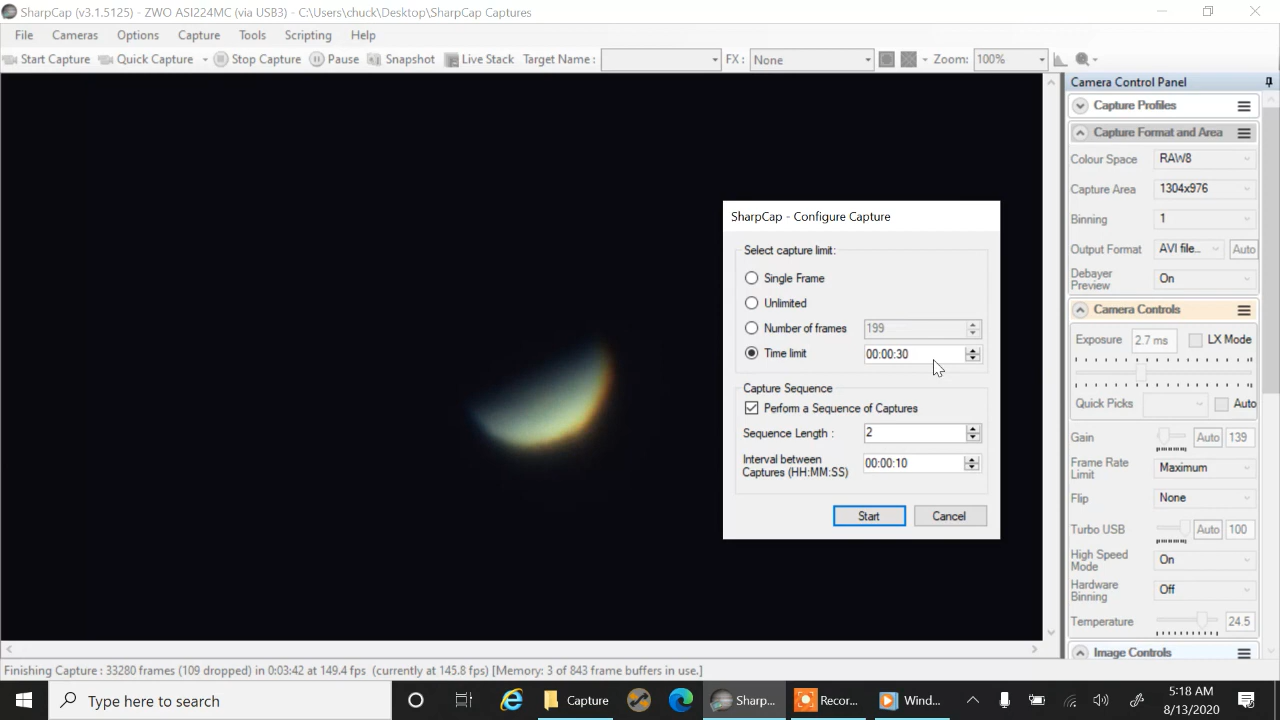 SharpCap (v3.1.5125) - ZWO ASI224MC (via USB3) - C:\Users\chuck\Desktop\SharpCap Captures
File Cameras Options Capture Tools Scripting Help
Start Capture Quick Capture Stop Capture Pause Snapshot Live Stack Target Name : FX : None Zoom: 100%
Camera Control Panel
Capture Profiles
Capture Format and Area
Colour Space RAW8
Capture Area 1304x976
Binning 1
Output Format AVI file... Auto
Debayer
Preview On
Camera Controls
Exposure 2.7 ms LX Mode
Quick Picks Auto
Gain Auto 139
Frame Rate
Limit Maximum
Flip None
Turbo USB Auto 100
High Speed
Mode On
Hardware
Binning Off
Temperature 24.5
Image Controls
SharpCap - Configure Capture
Select capture limit:
Single Frame
Unlimited
Number of frames 199
Time limit 00:00:30
Capture Sequence
Perform a Sequence of Captures
Sequence Length : 2
Interval between
Captures (HH:MM:SS) 00:00:10
Start Cancel
Finishing Capture : 33280 frames (109 dropped) in 0:03:42 at 149.4 fps (currently at 145.8 fps) [Memory: 3 of 843 frame buffers in use.]
Type here to search
Capture
Sharp...
Recor...
Wind...
5:18 AM
8/13/2020